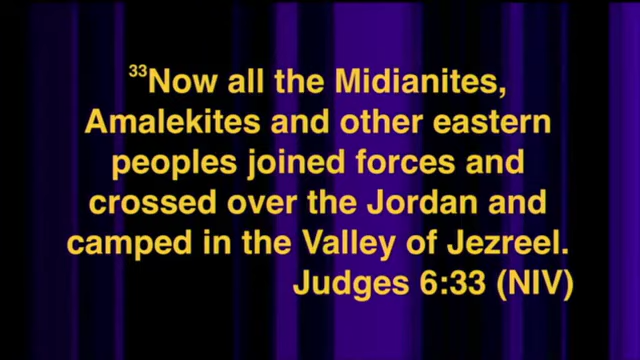 33Now all the Midianites,
Amalekites and other eastern
peoples joined forces and
crossed over the Jordan and
camped in the Valley of Jezreel.
Judges 6:33 (NIV)